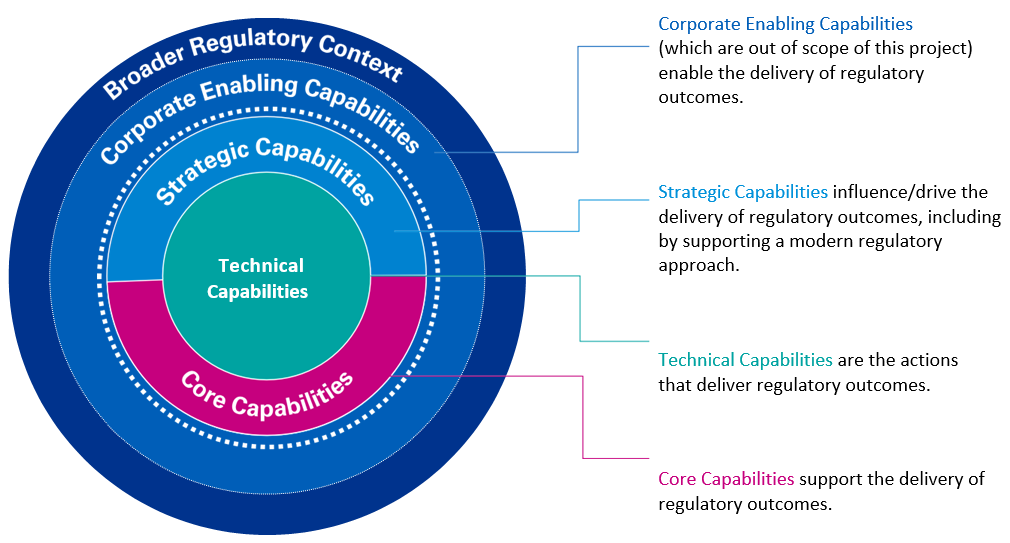 Broader Regulatory Context
Corporate Enabling Capabilities
Strategic Capabilities
Technical
Capabilities
Core Capabilities
Corporate Enabling Capabilities
(which are out of scope of this project)
enable the delivery of regulatory
outcomes.
Strategic Capabilities influence/drive the
delivery of regulatory outcomes, including
by supporting a modern regulatory
approach.
Technical Capabilities are the actions
that deliver regulatory outcomes.
Core Capabilities support the delivery of
regulatory outcomes.